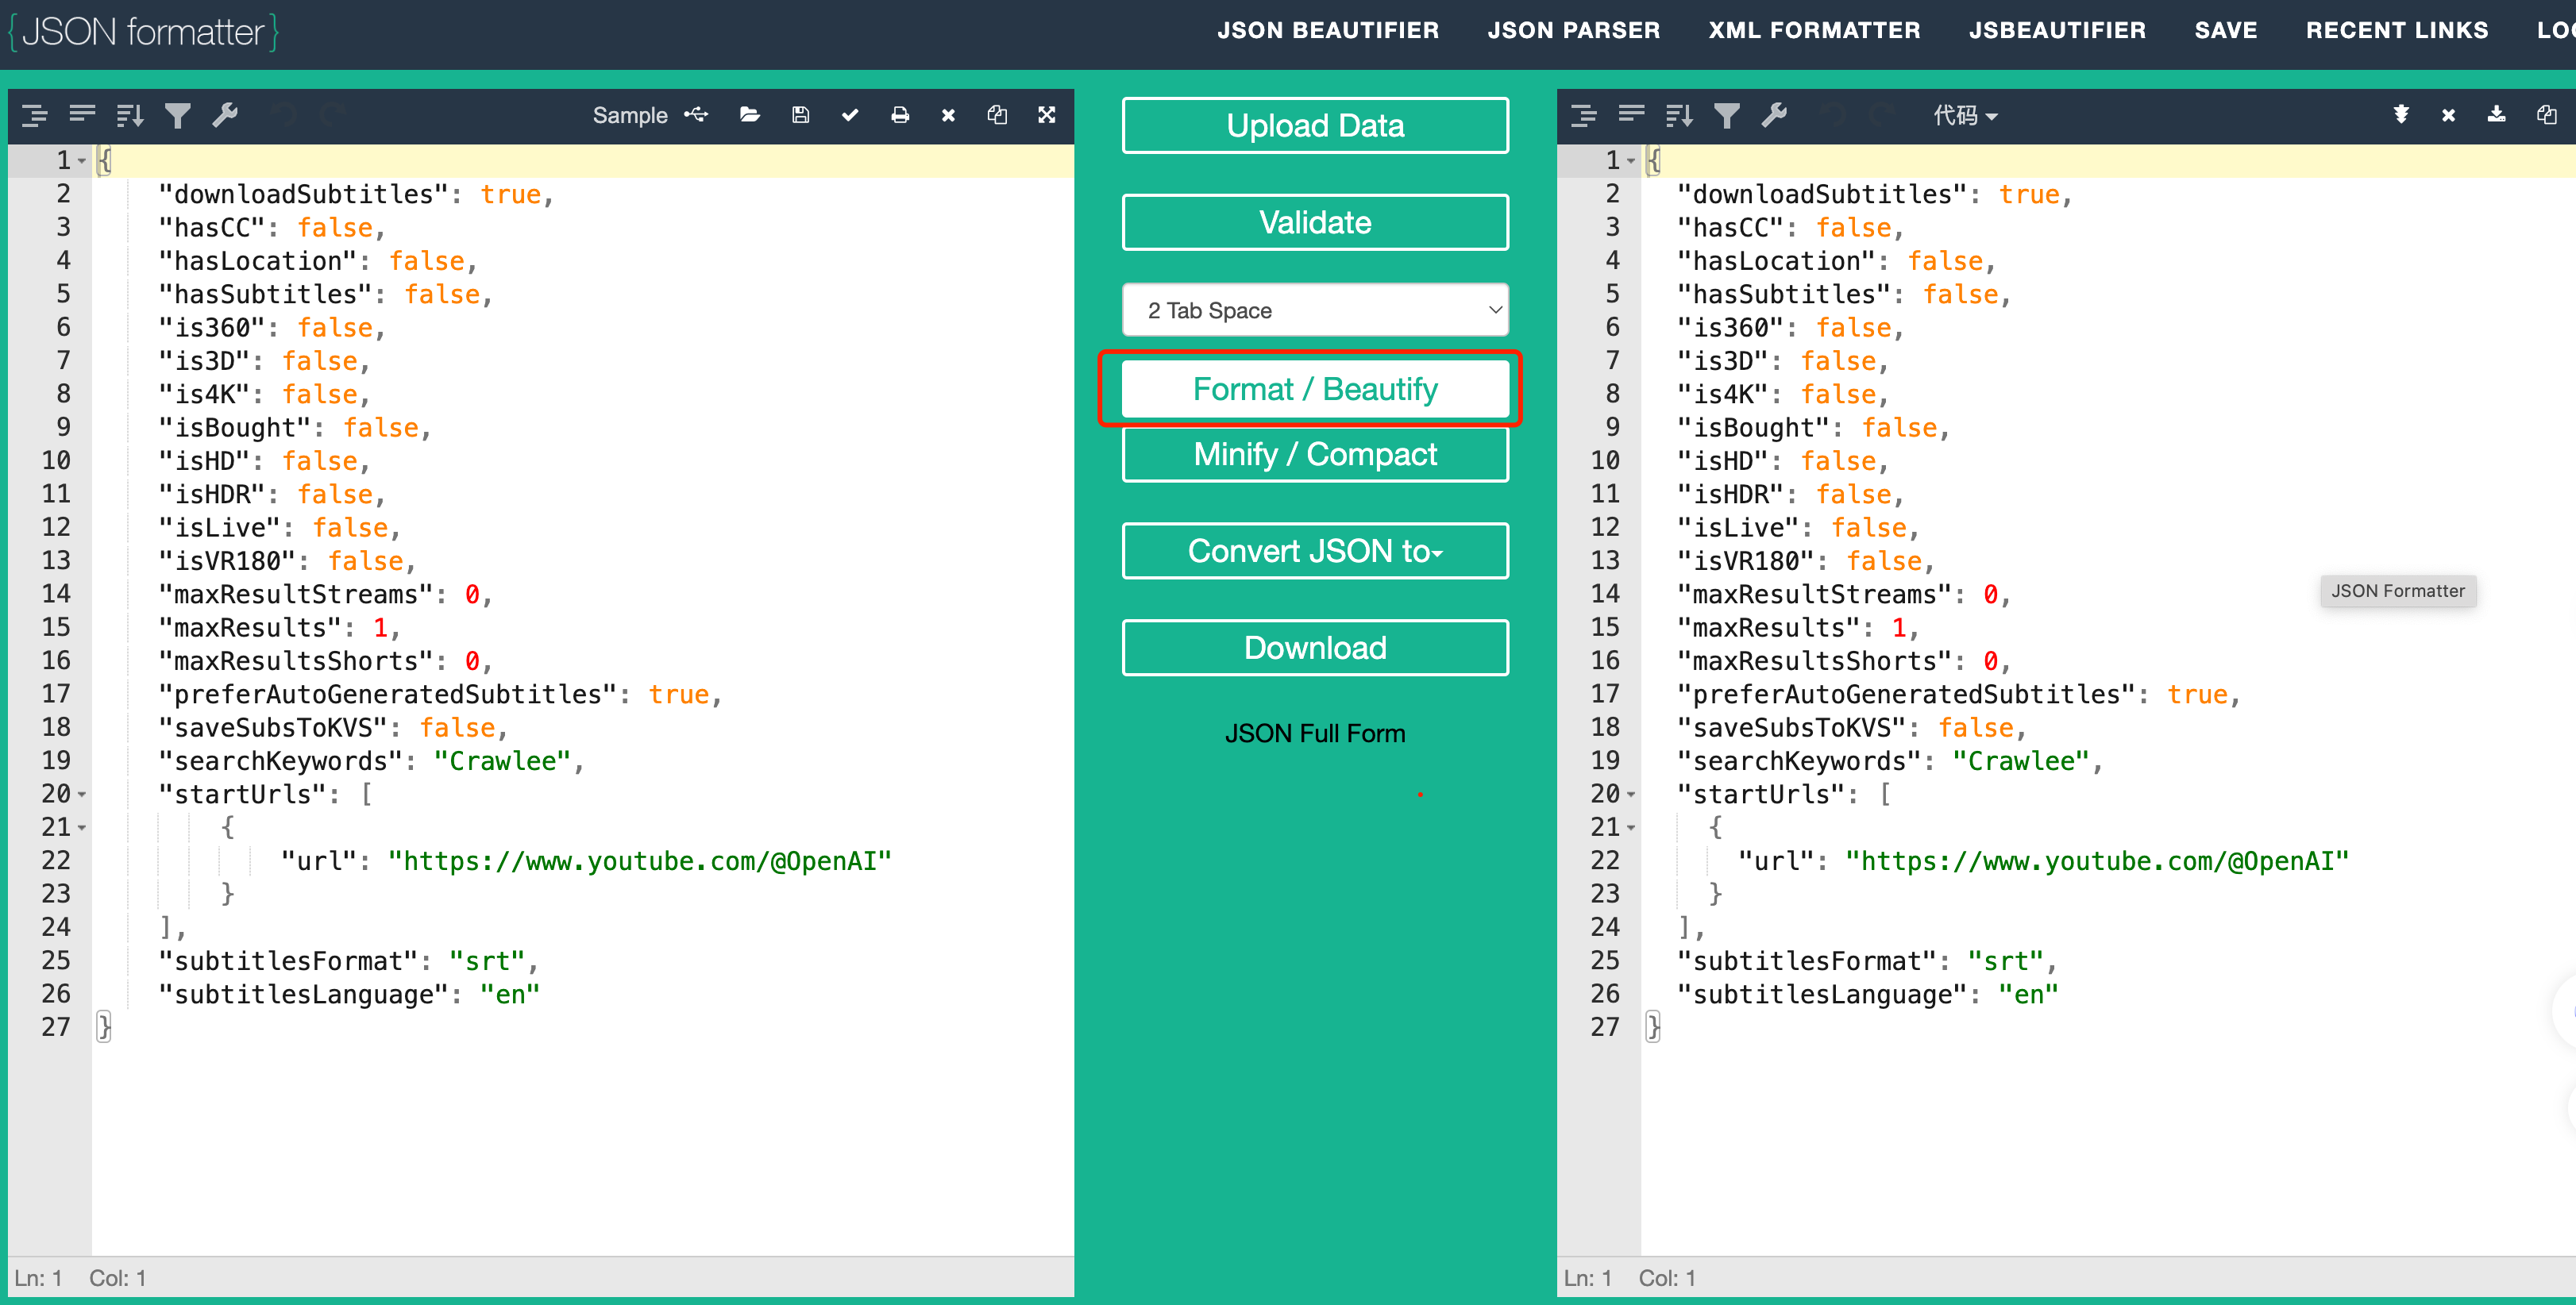 {JSON formatter}
JSON BEAUTIFIER JSON PARSER XML FORMATTER JSBEAUTIFIER SAVE RECENT LINKS
Sample
1 {
2 "downloadSubtitles": true,
3 "hasCC": false,
4 "hasLocation": false,
5 "hasSubtitles": false,
6 "is360": false,
7 "is3D": false,
8 "is4K": false,
9 "isBought": false,
10 "isHD": false,
11 "isHDR": false,
12 "isLive": false,
13 "isVR180": false,
14 "maxResultStreams": 0,
15 "maxResults": 1,
16 "maxResultsShorts": 0,
17 "preferAutoGeneratedSubtitles": true,
18 "saveSubsToKVS": false,
19 "searchKeywords": "Crawlee",
20 "startUrls": [
21 {
22 "url": "https://www.youtube.com/@OpenAI"
23 }
24 ],
25 "subtitlesFormat": "srt",
26 "subtitlesLanguage": "en"
27 }
Ln: 1 Col: 1
Upload Data
Validate
2 Tab Space
Format / Beautify
Minify / Compact
Convert JSON to
Download
JSON Full Form
代码
1 {
2 "downloadSubtitles": true,
3 "hasCC": false,
4 "hasLocation": false,
5 "hasSubtitles": false,
6 "is360": false,
7 "is3D": false,
8 "is4K": false,
9 "isBought": false,
10 "isHD": false,
11 "isHDR": false,
12 "isLive": false,
13 "isVR180": false,
14 "maxResultStreams": 0,
15 "maxResults": 1,
16 "maxResultsShorts": 0,
17 "preferAutoGeneratedSubtitles": true,
18 "saveSubsToKVS": false,
19 "searchKeywords": "Crawlee",
20 "startUrls": [
21 {
22 "url": "https://www.youtube.com/@OpenAI"
23 }
24 ],
25 "subtitlesFormat": "srt",
26 "subtitlesLanguage": "en"
27 }
JSON Formatter
Ln: 1 Col: 1